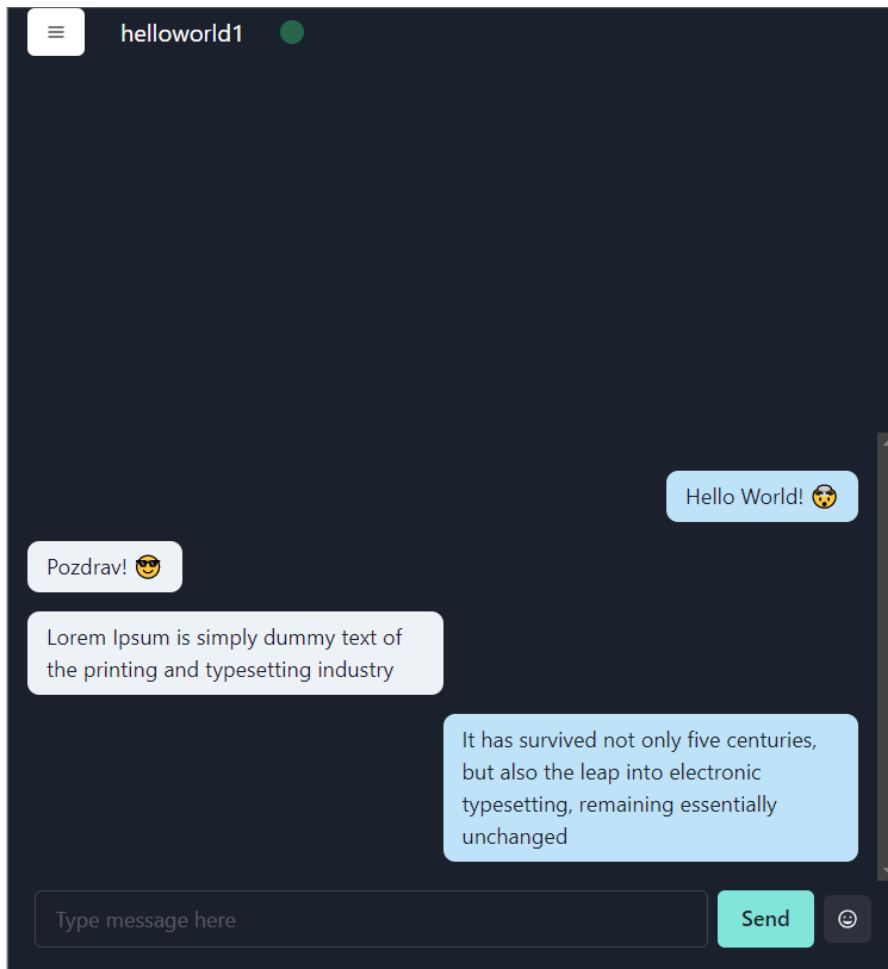 helloworld1
Hello World! 🤯
Pozdrav! 😎
Lorem Ipsum is simply dummy text of
the printing and typesetting industry
It has survived not only five centuries,
but also the leap into electronic
typesetting, remaining essentially
unchanged
Type message here
Send